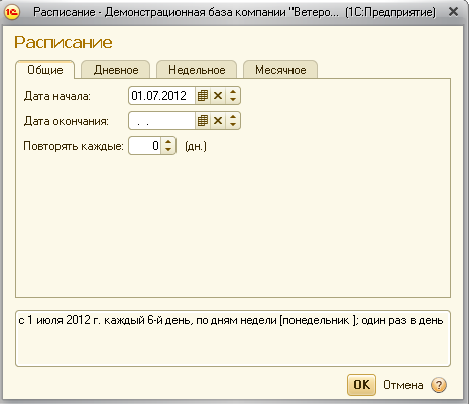 1С Расписание - Демонстрационная база компании "'Ветеро... (1С:Предприятие)
Расписание
Общие Дневное Недельное Месячное
Дата начала: 01.07.2012
Дата окончания: . .
Повторять каждые: 0 (дн.)
с 1 июля 2012 г. каждый 6-й день, по дням недели [понедельник ]; один раз в день
OK Отмена ?